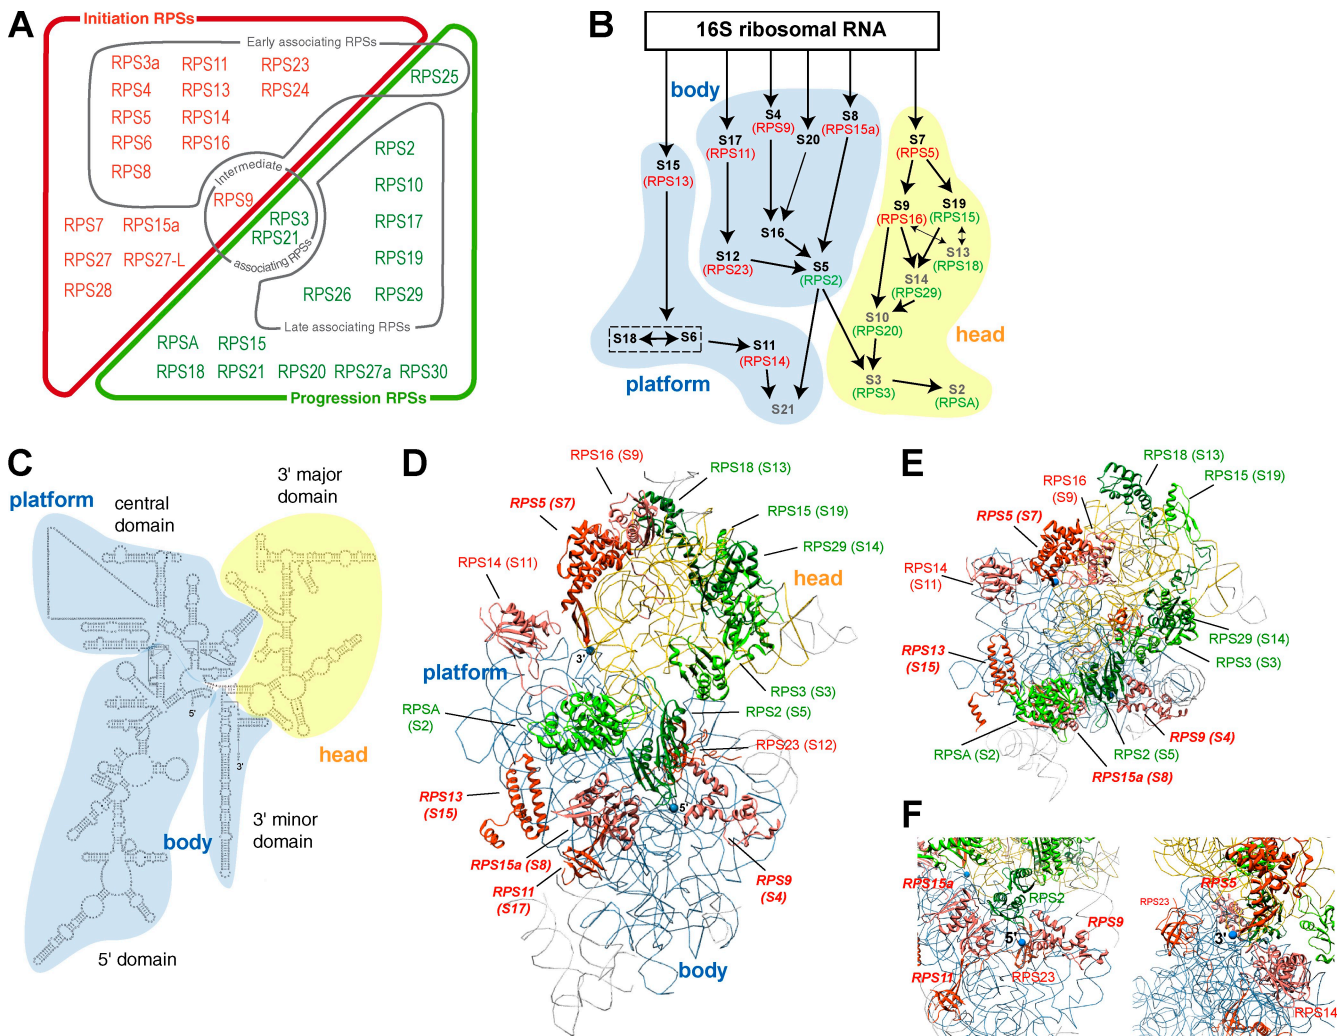 A
Initiation RPSs
Early associating RPSs
RPS3a RPS11 RPS23
RPS4 RPS13 RPS24
RPS5 RPS14
RPS6 RPS16
RPS8
RPS25
Intermediate
RPS9
RPS3
RPS21
associating RPSs
RPS7 RPS15a
RPS27 RPS27-L
RPS28
RPS2
RPS10
RPS17
RPS19
RPS26 RPS29
Late associating RPSs
RPSA RPS15
RPS18 RPS21 RPS20 RPS27a RPS30
Progression RPSs
B
16S ribosomal RNA
body
S4
(RPS9)
S8
(RPS15a)
S17
(RPS11)
S20
S7
(RPS5)
S15
(RPS13)
S9
(RPS16)
S19
(RPS15)
S16
S13
(RPS18)
S12
(RPS23)
S5
(RPS2)
S14
(RPS29)
S10
(RPS20)
head
S18 S6
S11
(RPS14)
platform
S3
(RPS3)
S2
(RPSA)
S21
C
platform
central
domain
3' major
domain
5'
head
3'
body
3' minor
domain
5' domain
D
RPS16 (S9)
RPS18 (S13)
RPS5 (S7)
RPS15 (S19)
RPS29 (S14)
RPS14 (S11)
head
3'
platform
RPS3 (S3)
RPSA
(S2)
RPS2 (S5)
RPS23 (S12)
RPS13
(S15)
5'
RPS15a (S8)
RPS11
(S17)
RPS9
(S4)
body
E
RPS18 (S13)
RPS15 (S19)
RPS16
(S9)
RPS5 (S7)
RPS14
(S11)
RPS29 (S14)
RPS13
(S15)
RPS3 (S3)
RPS9 (S4)
RPSA (S2)
RPS2 (S5)
RPS15a (S8)
F
RPS15a
RPS2
RPS9
5'
RPS23
RPS11
RPS5
RPS23
3'
RPS14